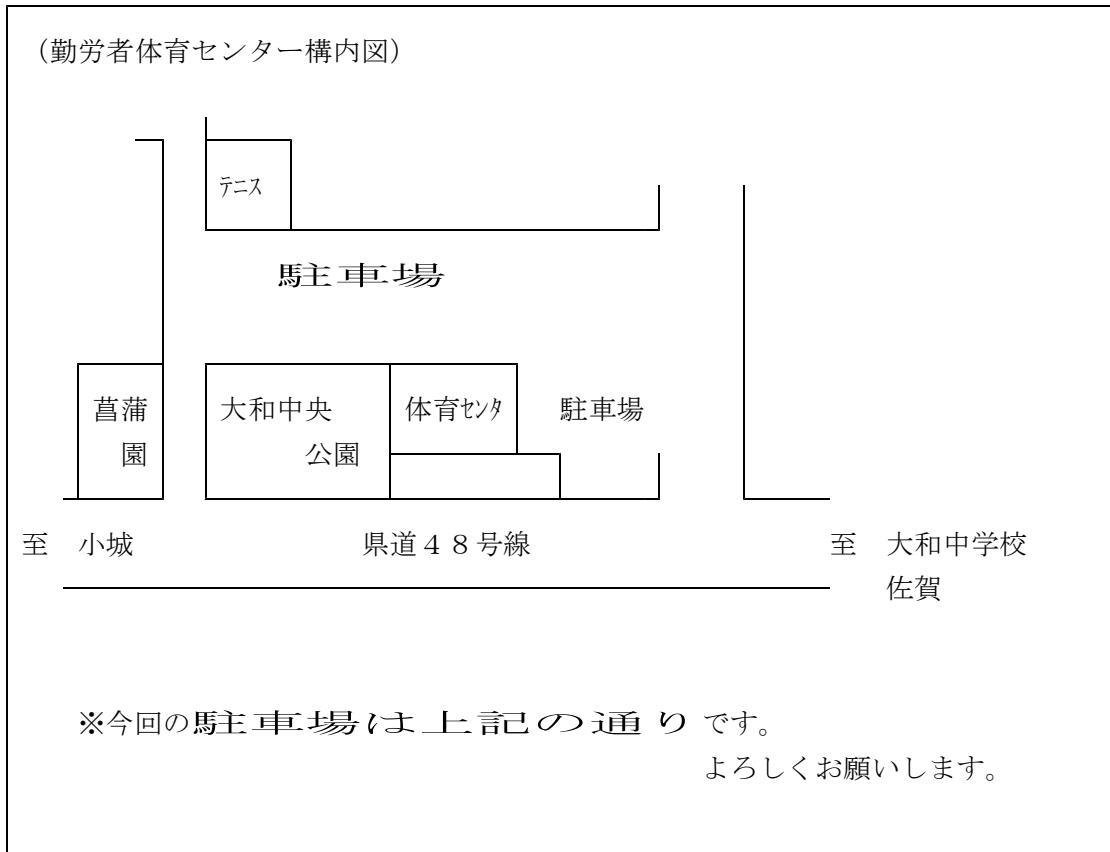 （勤労者体育センター構内図）
ﾃﾆｽ
駐車場
菖蒲 大和中央 体育ｾﾝﾀ 駐車場
園 公園
至 小城 県道４８号線 至 大和中学校
佐賀
※今回の駐車場は上記の通りです。
よろしくお願いします。